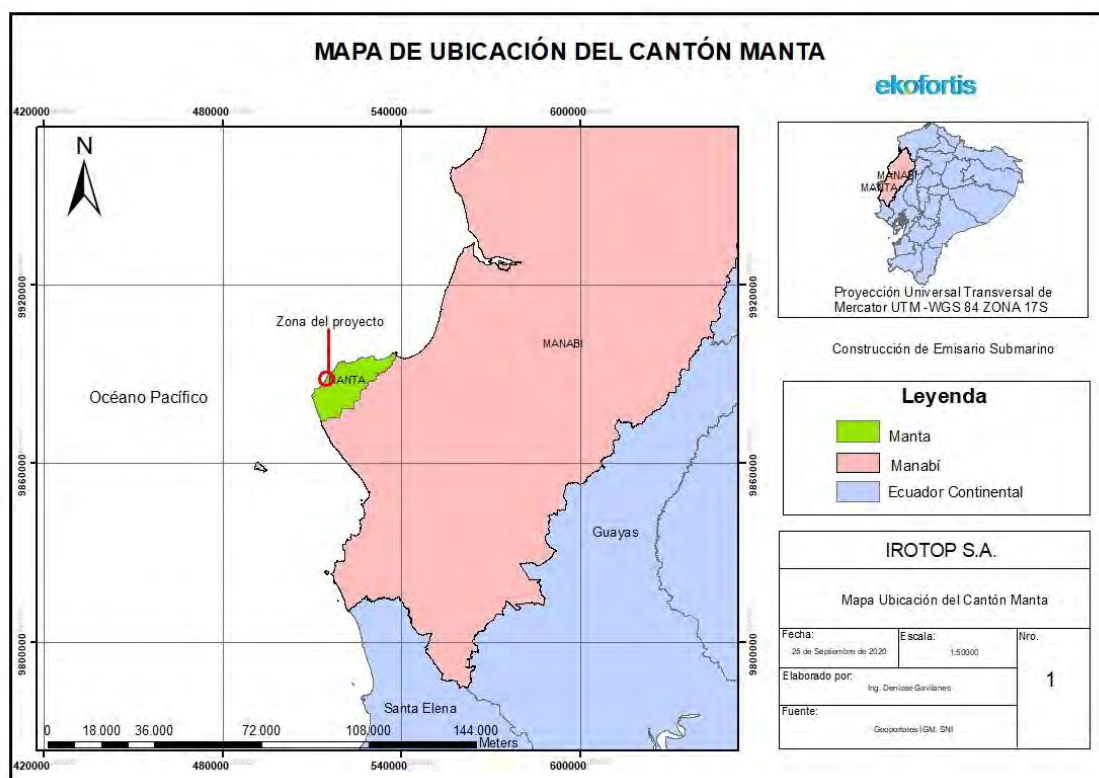 MAPA DE UBICACIÓN DEL CANTÓN MANTA
ekofortis
420000 480000 540000 600000
N
9920000
9920000
Zona del proyecto
MANTA
MANABI
Océano Pacífico
9860000
9860000
Guayas
9800000
9800000
Santa Elena
0 18.000 36.000 72.000 108.000 144.000
Meters
420000 480000 540000 600000
MANABI
MANTA
Proyección Universal Transversal de
Mercator UTM -WGS 84 ZONA 17S
Construcción de Emisario Submarino
Leyenda
Manta
Manabí
Ecuador Continental
IROTOP S.A.
Mapa Ubicación del Cantón Manta
Fecha:
25 de Septiembre de 2020
Escala:
1:50000
Nro.
1
Elaborado por:
Ing. Denisse Gavilanes
Fuente:
Geoportales IGM, SNI